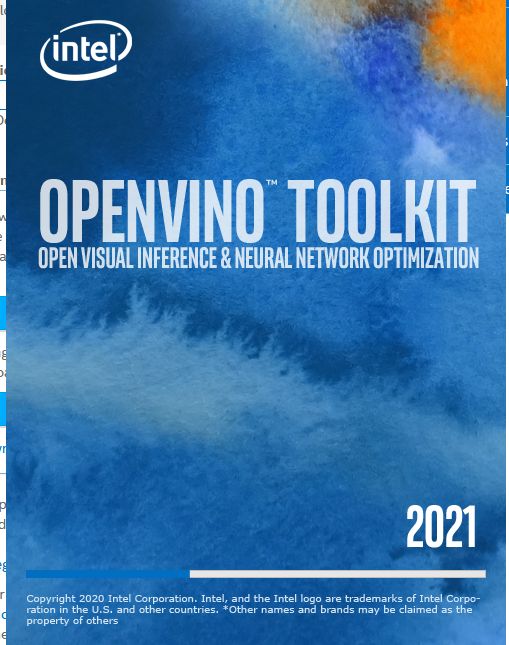 intel
OPENVINO™ TOOLKIT
OPEN VISUAL INFERENCE & NEURAL NETWORK OPTIMIZATION
2021
Copyright 2020 Intel Corporation. Intel, and the Intel logo are trademarks of Intel Corpo-
ration in the U.S. and other countries. *Other names and brands may be claimed as the
property of others